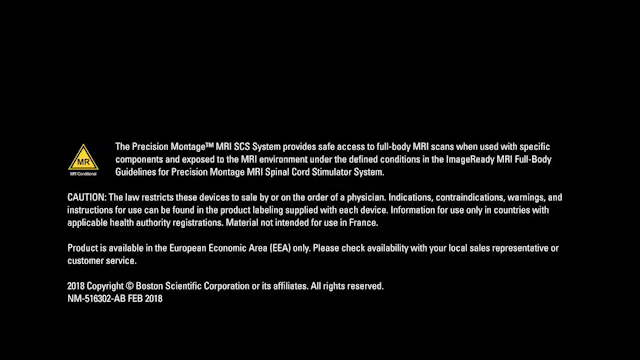 The Precision Montage™ MRI SCS System provides safe access to full-body MRI scans when used with specific
components and exposed to the MRI environment under the defined conditions in the ImageReady MRI Full-Body
Guidelines for Precision Montage MRI Spinal Cord Stimulator System.
MR
MRI Conditional
CAUTION: The law restricts these devices to sale by or on the order of a physician. Indications, contraindications, warnings, and
instructions for use can be found in the product labeling supplied with each device. Information for use only in countries with
applicable health authority registrations. Material not intended for use in France.
Product is available in the European Economic Area (EEA) only. Please check availability with your local sales representative or
customer service.
2018 Copyright © Boston Scientific Corporation or its affiliates. All rights reserved.
NM-516302-AB FEB 2018